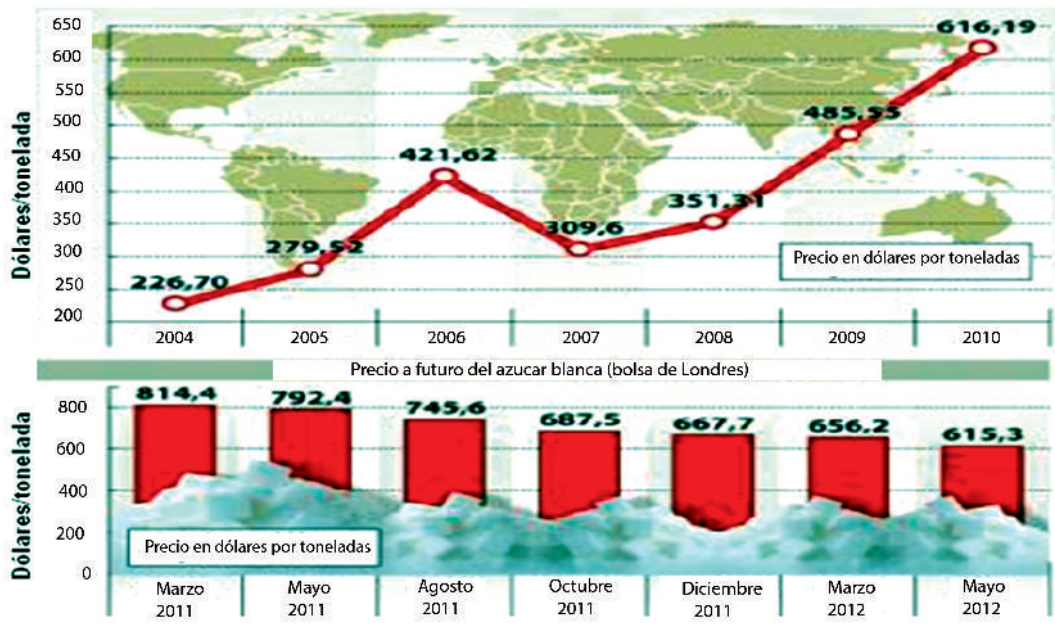 Dólares/tonelada
650
600
550
500
450
400
350
300
250
200
226,70
279,52
421,62
309,6
351,31
485,55
616,19
Precio en dólares por toneladas
2004 2005 2006 2007 2008 2009 2010
Precio a futuro del azucar blanca (bolsa de Londres)
Dólares/tonelada
800
600
400
200
0
814,4 792,4 745,6 687,5 667,7 656,2 615,3
Precio en dólares por toneladas
Marzo Mayo Agosto Octubre Diciembre Marzo Mayo
2011 2011 2011 2011 2011 2012 2012